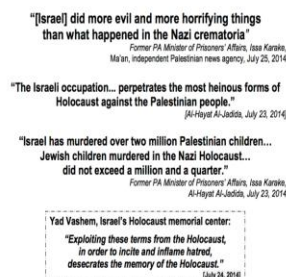 "[Israel] did more evil and more horrifying things
than what happened in the Nazi crematoria"
Former PA Minister of Prisoners' Affairs, Issa Karake,
Ma'an, independent Palestinian news agency, July 25, 2014
"The Israeli occupation... perpetrates the most heinous forms of
Holocaust against the Palestinian people."
[Al-Hayat Al-Jadida, July 23, 2014]
"Israel has murdered over two million Palestinian children...
Jewish children murdered in the Nazi Holocaust...
did not exceed a million and a quarter."
Former PA Minister of Prisoners' Affairs, Issa Karake,
Al-Hayat Al-Jadida, July 23, 2014
Yad Vashem, Israel's Holocaust memorial center:
"Exploiting these terms from the Holocaust,
in order to incite and inflame hatred,
desecrates the memory of the Holocaust."
[July 24, 2014]